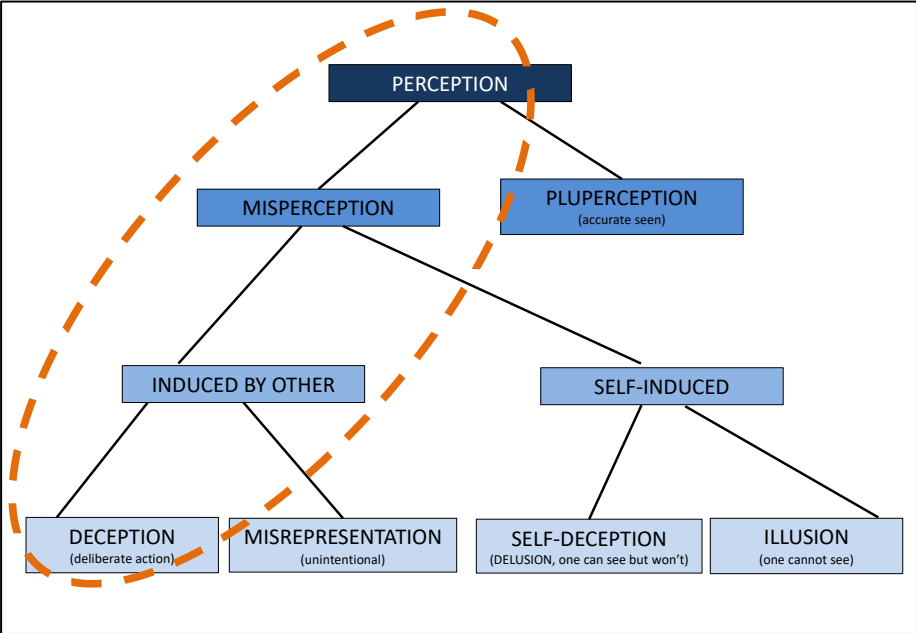 PERCEPTION
MISPERCEPTION
PLUPERCEPTION
(accurate seen)
INDUCED BY OTHER
SELF-INDUCED
DECEPTION
(deliberate action)
MISREPRESENTATION
(unintentional)
SELF-DECEPTION
(DELUSION, one can see but won't)
ILLUSION
(one cannot see)